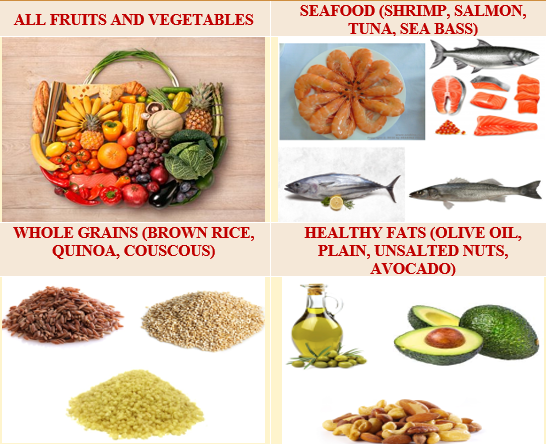 ALL FRUITS AND VEGETABLES
SEAFOOD (SHRIMP, SALMON,
TUNA, SEA BASS)
WHOLE GRAINS (BROWN RICE,
QUINOA, COUSCOUS)
HEALTHY FATS (OLIVE OIL,
PLAIN, UNSALTED NUTS,
AVOCADO)